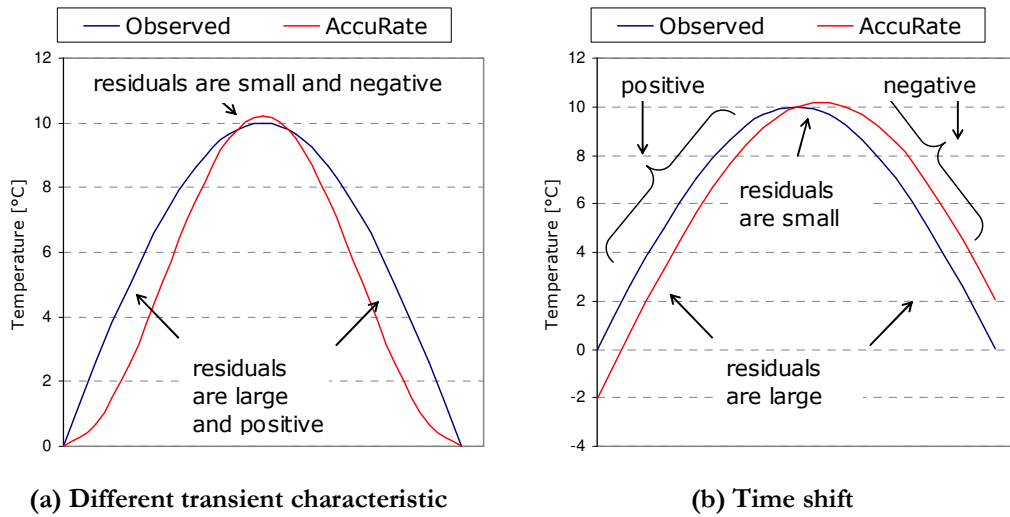 Observed AccuRate
Temperature [°C]
12
10
8
6
4
2
0
residuals are small and negative
residuals
are large
and positive
(a) Different transient characteristic
Observed AccuRate
Temperature [°C]
12
10
8
6
4
2
0
-2
-4
positive
negative
residuals
are small
residuals
are large
(b) Time shift